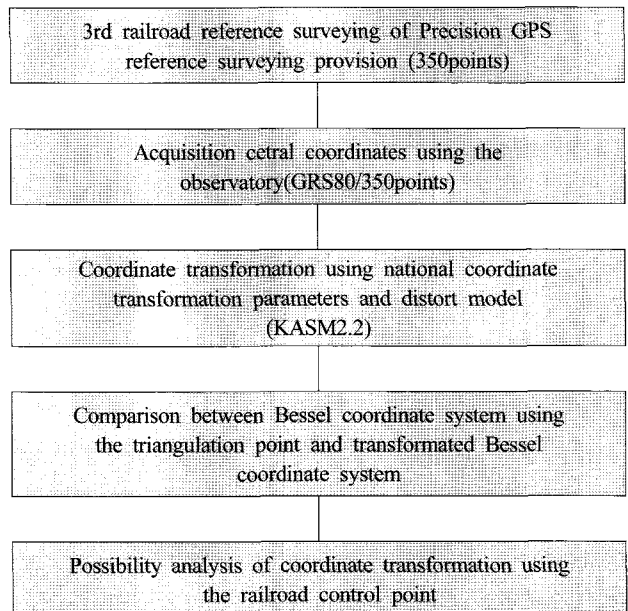 3rd railroad reference surveying of Precision GPS
reference surveying provision (350points)
Acquisition cetral coordinates using the
observatory(GRS80/350points)
Coordinate transformation using national coordinate
transformation parameters and distort model
(KASM2.2)
Comparison between Bessel coordinate system using
the triangulation point and transformated Bessel
coordinate system
Possibility analysis of coordinate transformation using
the railroad control point